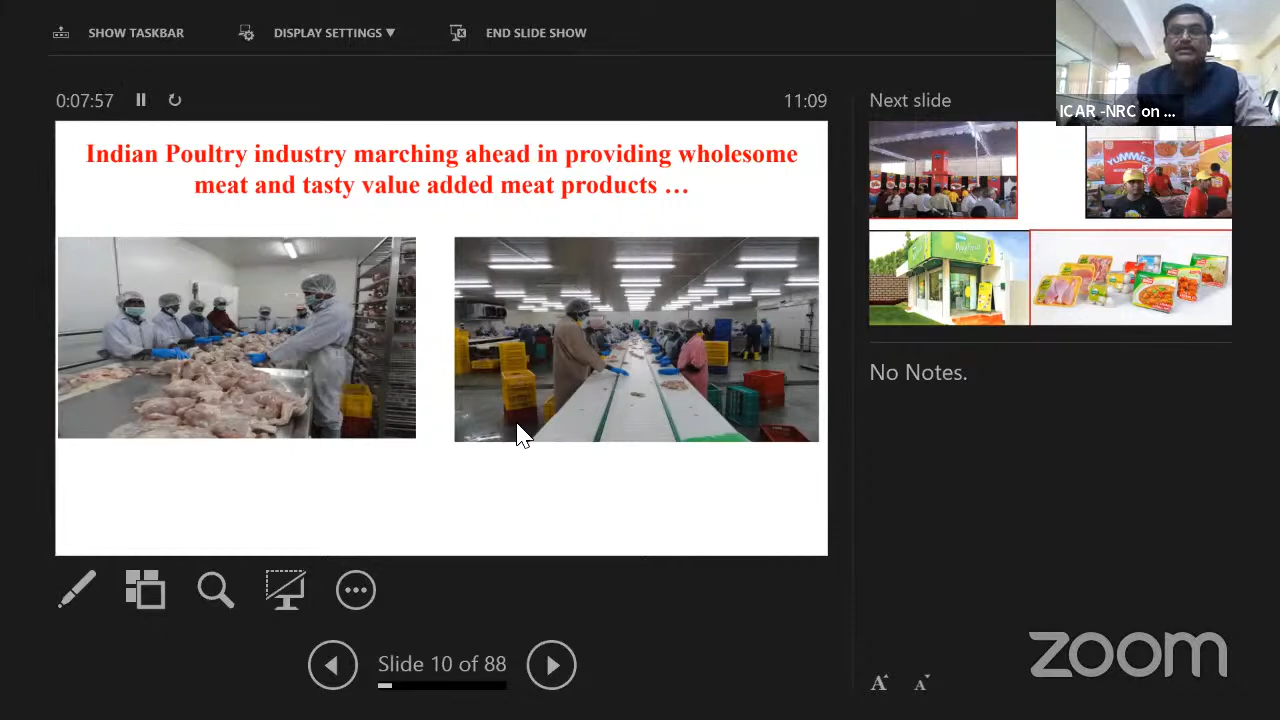 SHOW TASKBAR
DISPLAY SETTINGS ▼
END SLIDE SHOW
0:07:57
11:09
Next slide
ICAR -NRC on ...
Indian Poultry industry marching ahead in providing wholesome
meat and tasty value added meat products …
YUMMIEZ
No Notes.
Slide 10 of 88
A
A
zoom